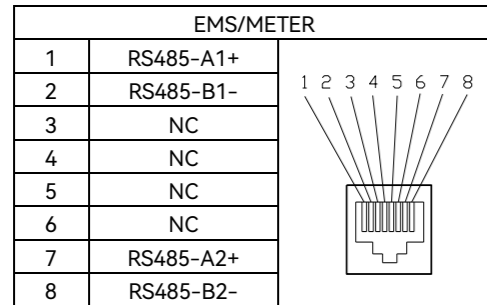 EMS/METER
1 RS485-A1+
2 RS485-B1-
3 NC
4 NC
5 NC
6 NC
7 RS485-A2+
8 RS485-B2-
1 2 3 4 5 6 7 8